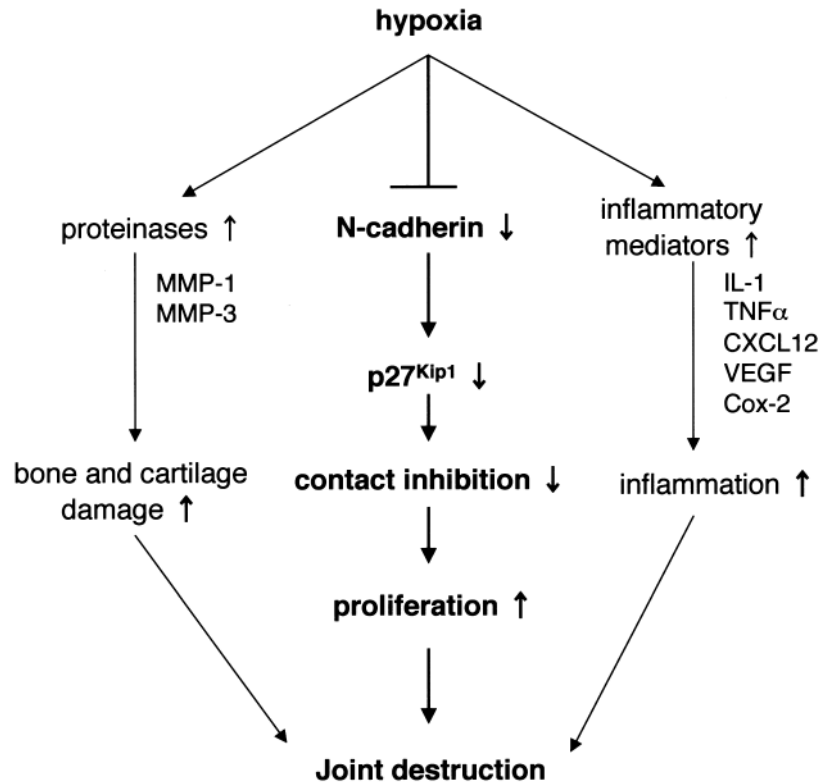 hypoxia
proteinases ↑
MMP-1
MMP-3
N-cadherin ↓
p27Kip1 ↓
contact inhibition ↓
proliferation ↑
inflammatory
mediators ↑
IL-1
TNFα
CXCL12
VEGF
Cox-2
bone and cartilage
damage ↑
inflammation ↑
Joint destruction